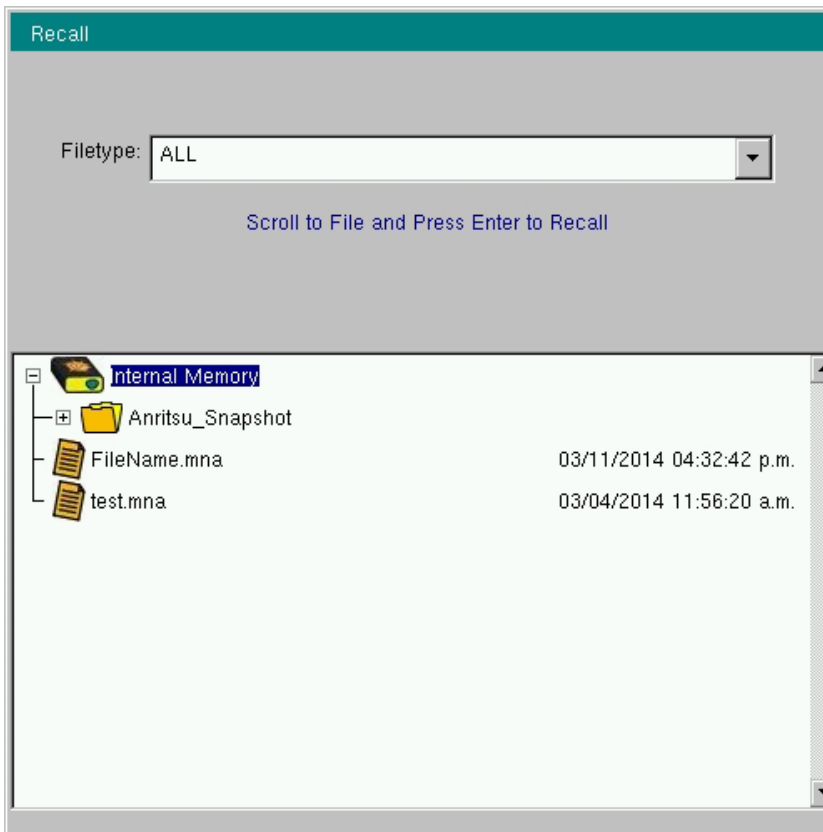 Recall
Filetype: ALL
Scroll to File and Press Enter to Recall
Internal Memory
Anritsu_Snapshot
FileName.mna 03/11/2014 04:32:42 p.m.
test.mna 03/04/2014 11:56:20 a.m.